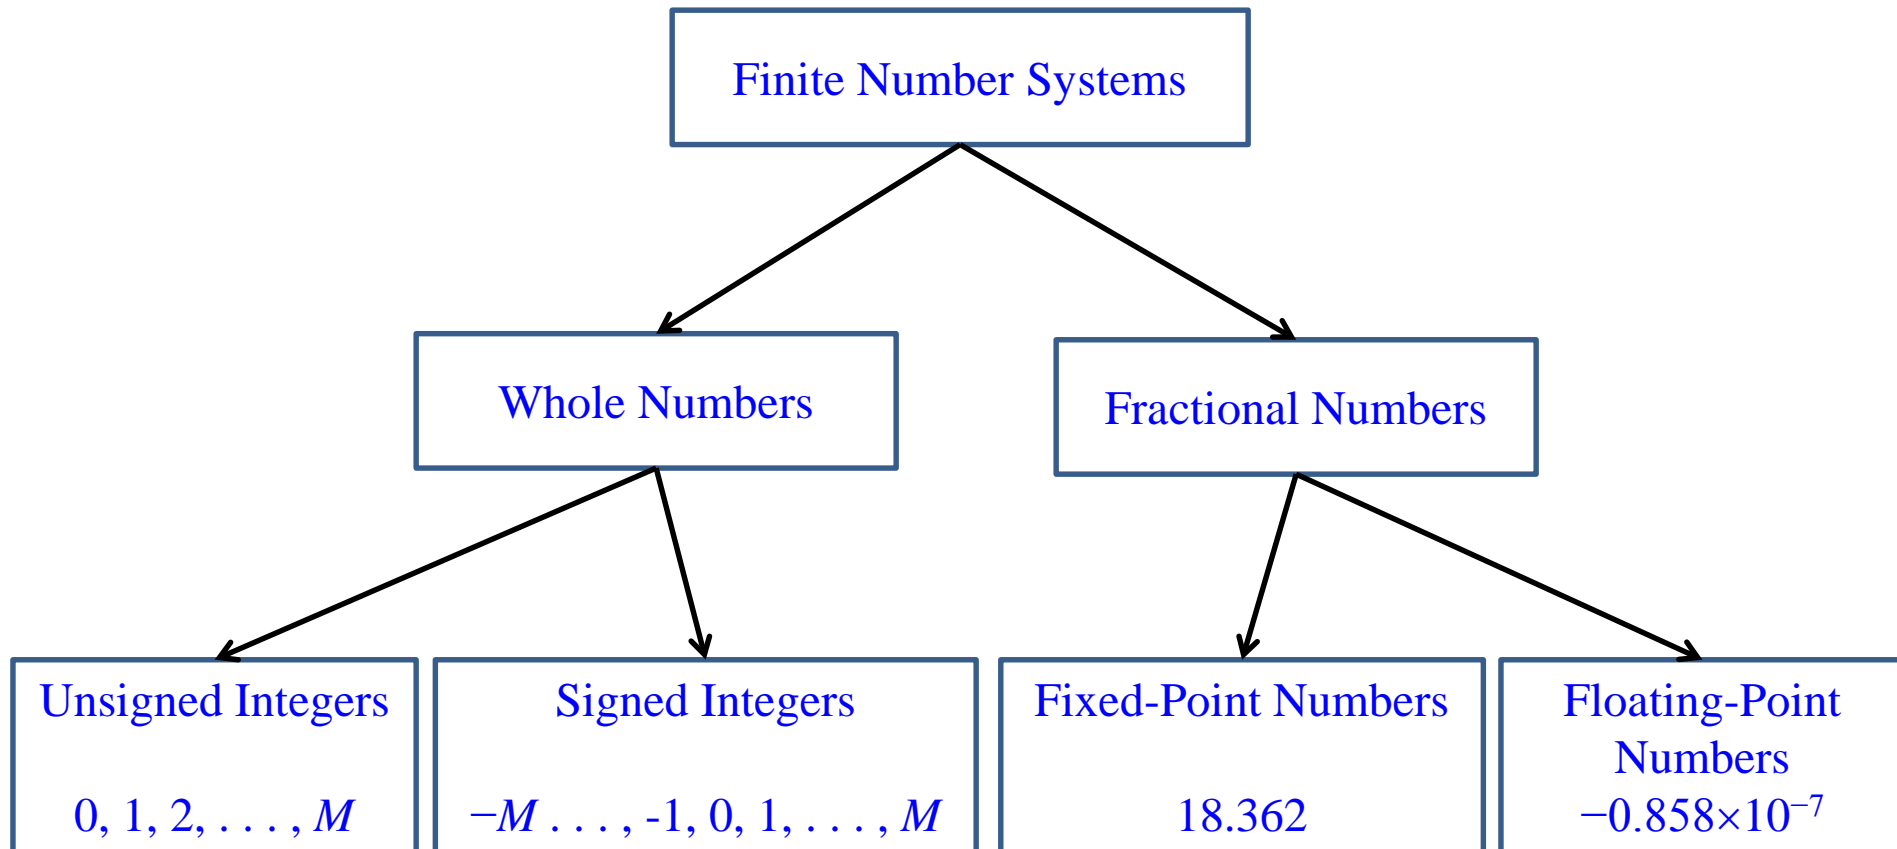 Finite Number Systems
Whole Numbers
Fractional Numbers
Unsigned Integers
0, 1, 2, . . . , M
Signed Integers
−M . . . , -1, 0, 1, . . . , M
Fixed-Point Numbers
18.362
Floating-Point
Numbers
−0.858×10⁻⁷